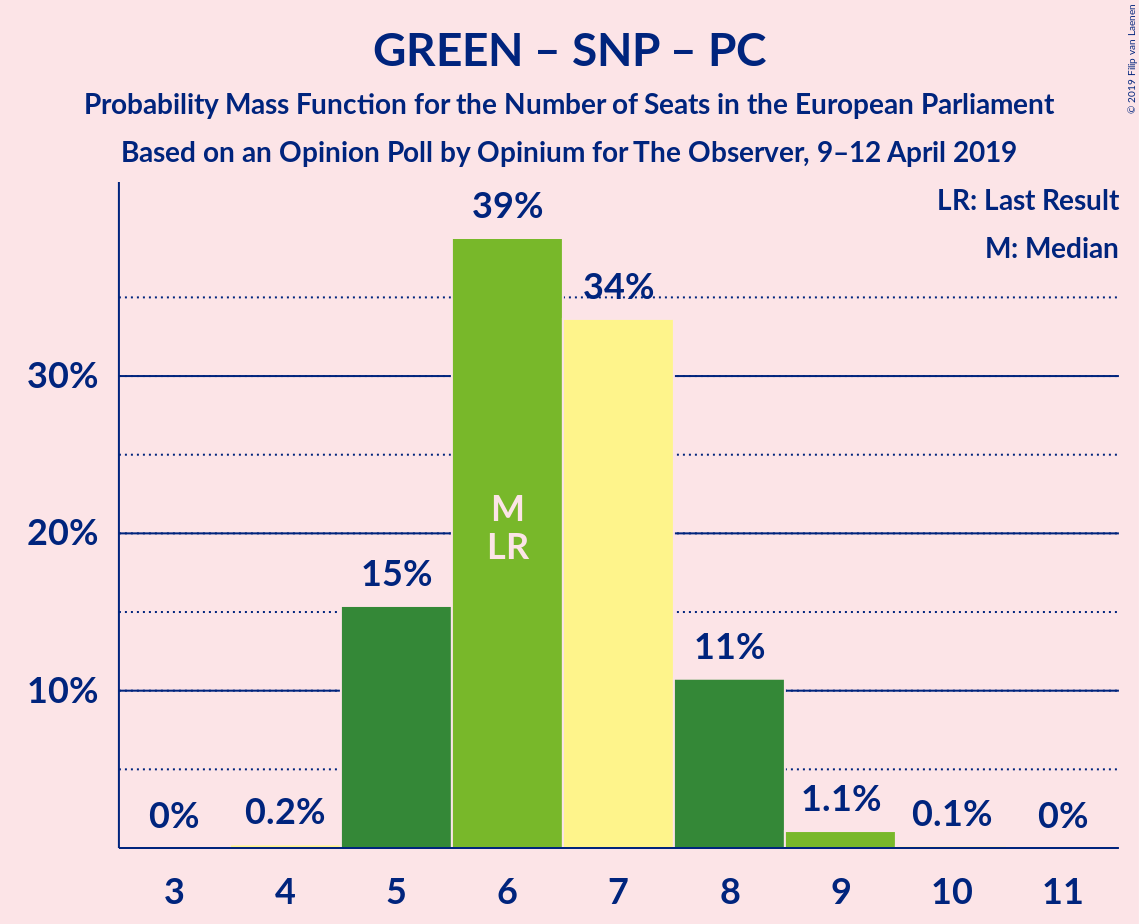 GREEN – SNP – PC
Probability Mass Function for the Number of Seats in the European Parliament
Based on an Opinion Poll by Opinium for The Observer, 9–12 April 2019
© 2019 Filip van Laenen
LR: Last Result
M: Median
39%
34%
30%
20%
10%
M
LR
15%
11%
0%
0.2%
1.1%
0.1%
0%
3 4 5 6 7 8 9 10 11